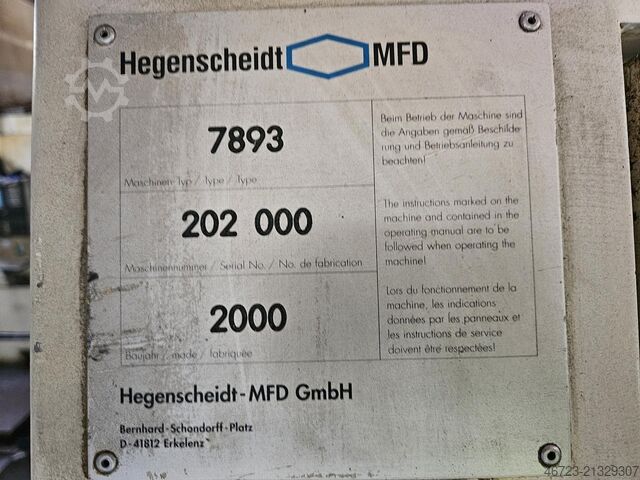 Hegenscheidt MFD
7893
Maschinen-Typ / Type / Type
202 000
Maschinennummer / Serial No. / No. de fabrication
2000
Baujahr / made / fabriquée
Beim Betrieb der Maschine sind
die Angaben gemäß Beschilde
rung und Betriebsanleitung zu
beachten!
The instructions marked on the
machine and contained in the
operating manual are to be
followed when operating the
machine!
Lors du fonctionnement de la
machine, les indications
données par les panneaux et
les instructions de service
doivent être respectées!
Hegenscheidt-MFD GmbH
Bernhard-Schondorff-Platz
D-41812 Erkelenz
46723-21329307